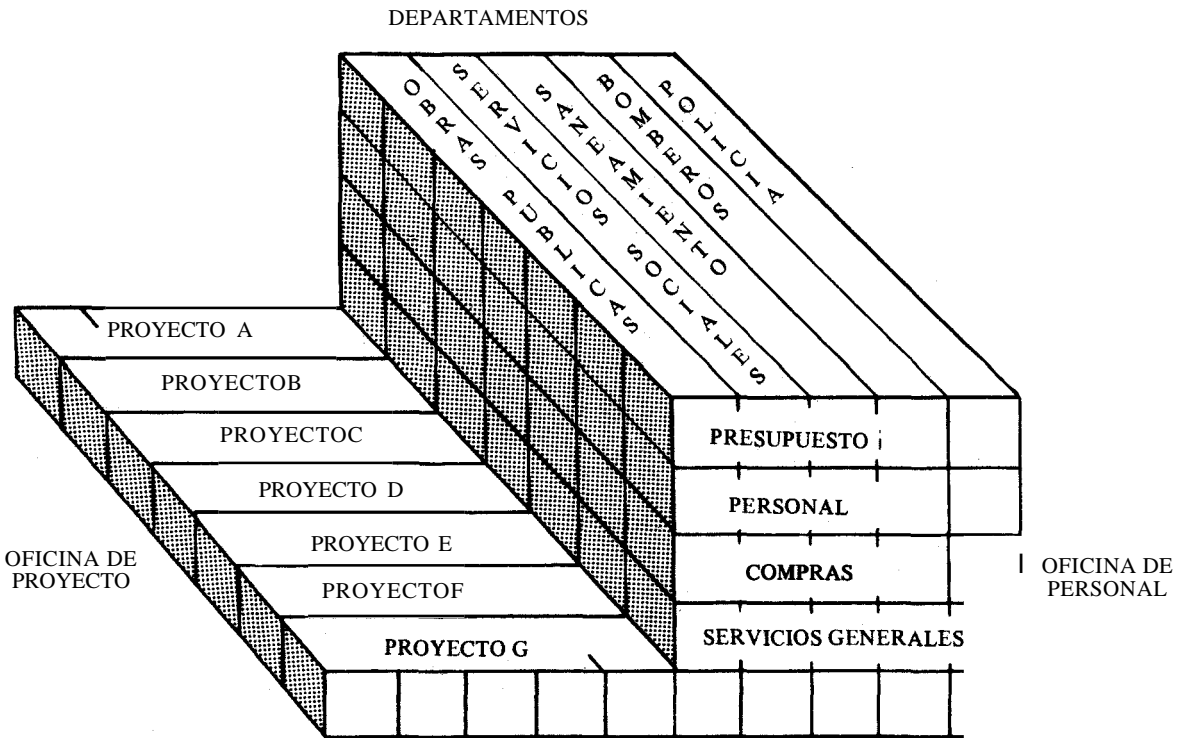 DEPARTAMENTOS
OBRAS PUBLICAS
SERVICIOS SOCIALES
SANEAMIENTO
BOMBEROS
POLICIA
PROYECTO A
PROYECTOB
PROYECTOC
PROYECTO D
PROYECTO E
PROYECTOF
PROYECTO G
OFICINA DE
PROYECTO
PRESUPUESTO
PERSONAL
COMPRAS
SERVICIOS GENERALES
OFICINA DE
PERSONAL